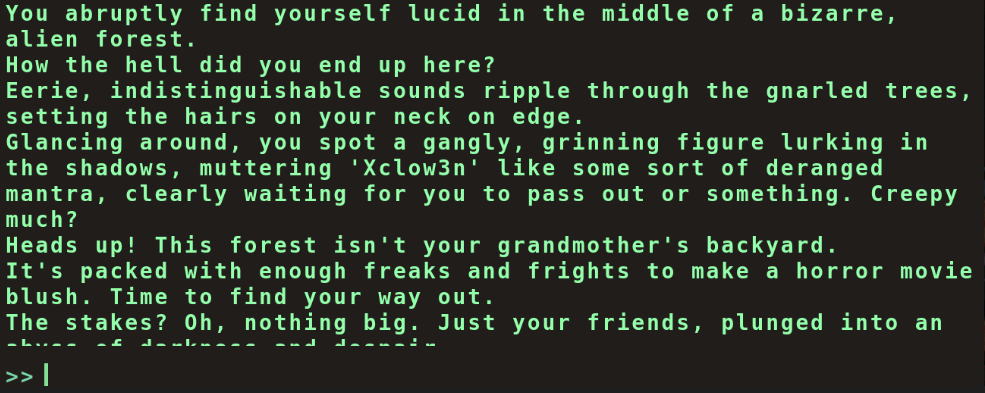 You abruptly find yourself lucid in the middle of a bizarre,
alien forest.
How the hell did you end up here?
Eerie, indistinguishable sounds ripple through the gnarled trees,
setting the hairs on your neck on edge.
Glancing around, you spot a gangly, grinning figure lurking in
the shadows, muttering 'Xclow3n' like some sort of deranged
mantra, clearly waiting for you to pass out or something. Creepy
much?
Heads up! This forest isn't your grandmother's backyard.
It's packed with enough freaks and frights to make a horror movie
blush. Time to find your way out.
The stakes? Oh, nothing big. Just your friends, plunged into an
abyss of darkness and despair.
>>